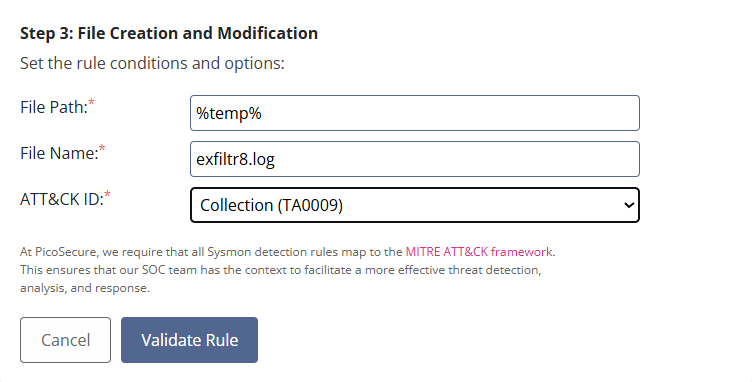 Step 3: File Creation and Modification
Set the rule conditions and options:
File Path:*
%temp%
File Name:*
exfiltr8.log
ATT&CK ID:*
Collection (TA0009)
At PicoSecure, we require that all Sysmon detection rules map to the MITRE ATT&CK framework.
This ensures that our SOC team has the context to facilitate a more effective threat detection,
analysis, and response.
Cancel
Validate Rule